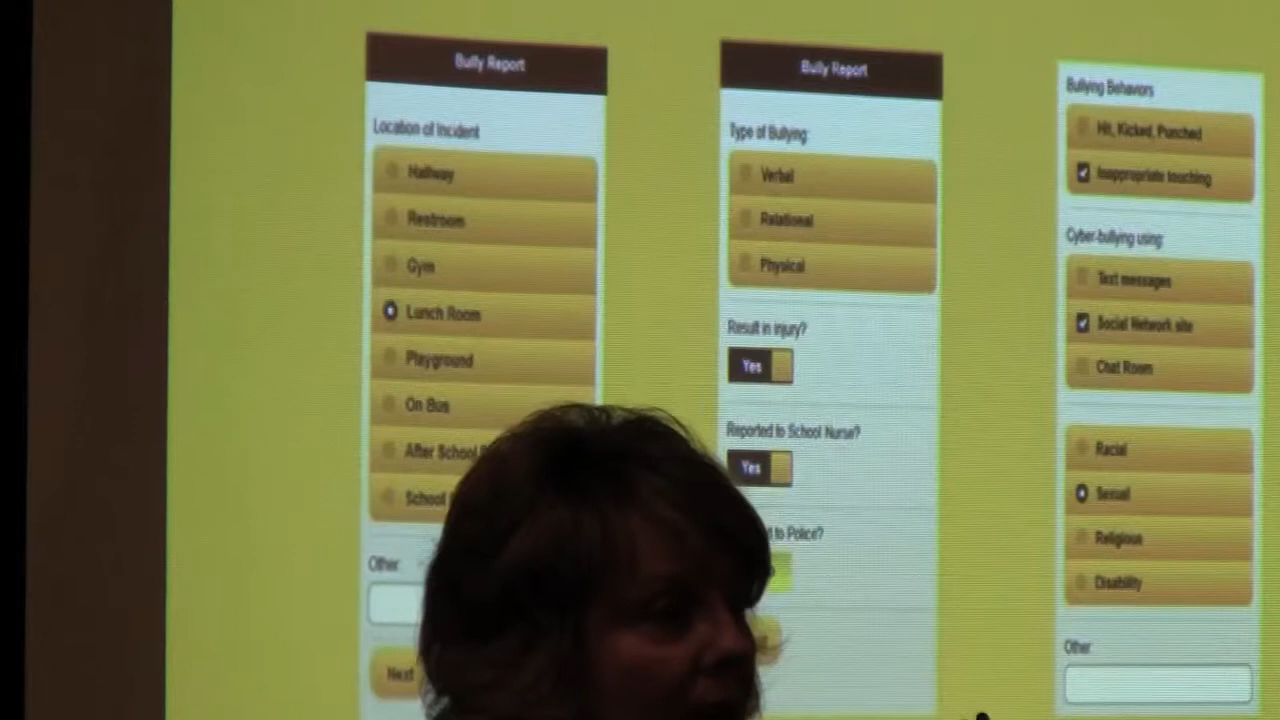 Bully Report
Location of Incident
Hallway
Restroom
Gym
Lunch Room
Playground
On Bus
After School
School
Other
Next
Bully Report
Type of Bullying:
Verbal
Relational
Physical
Result in injury?
Yes
Reported to School Nurse?
Yes
to Police?
Bullying Behaviors
Hit, Kicked, Punched
Inappropriate touching
Cyber-bullying using:
Text messages
Social Network site
Chat Room
Racial
Sexual
Religious
Disability
Other